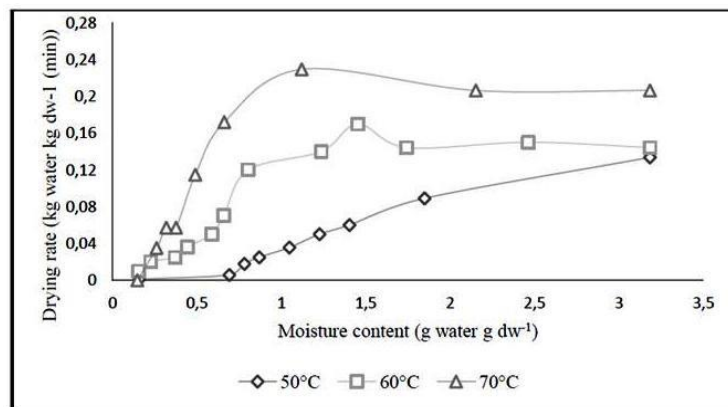 0,28
0,24
0,2
0,16
0,12
0,08
0,04
0
Drying rate (kg water kg dw-1 (min))
0 0,5 1 1,5 2 2,5 3 3,5
Moisture content (g water g dw⁻¹)
50°C 60°C 70°C